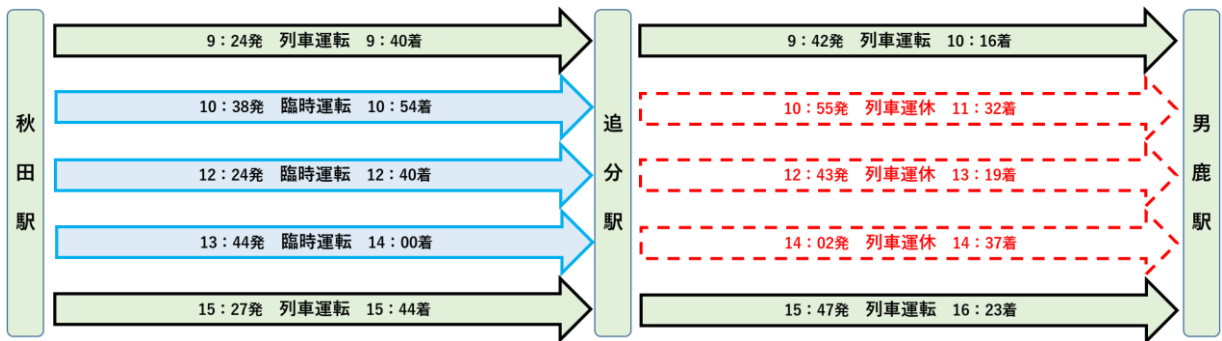 秋田駅
9：24発　列車運転　9：40着
10：38発　臨時運転　10：54着
12：24発　臨時運転　12：40着
13：44発　臨時運転　14：00着
15：27発　列車運転　15：44着
追分駅
9：42発　列車運転　10：16着
10：55発　列車運休　11：32着
12：43発　列車運休　13：19着
14：02発　列車運休　14：37着
15：47発　列車運転　16：23着
男鹿駅